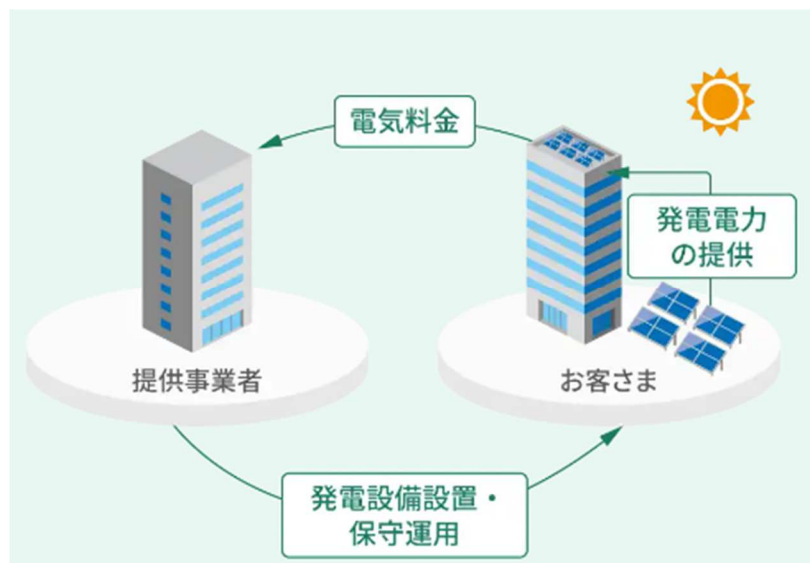 電気料金
発電電力
の提供
提供事業者
お客さま
発電設備設置・
保守運用